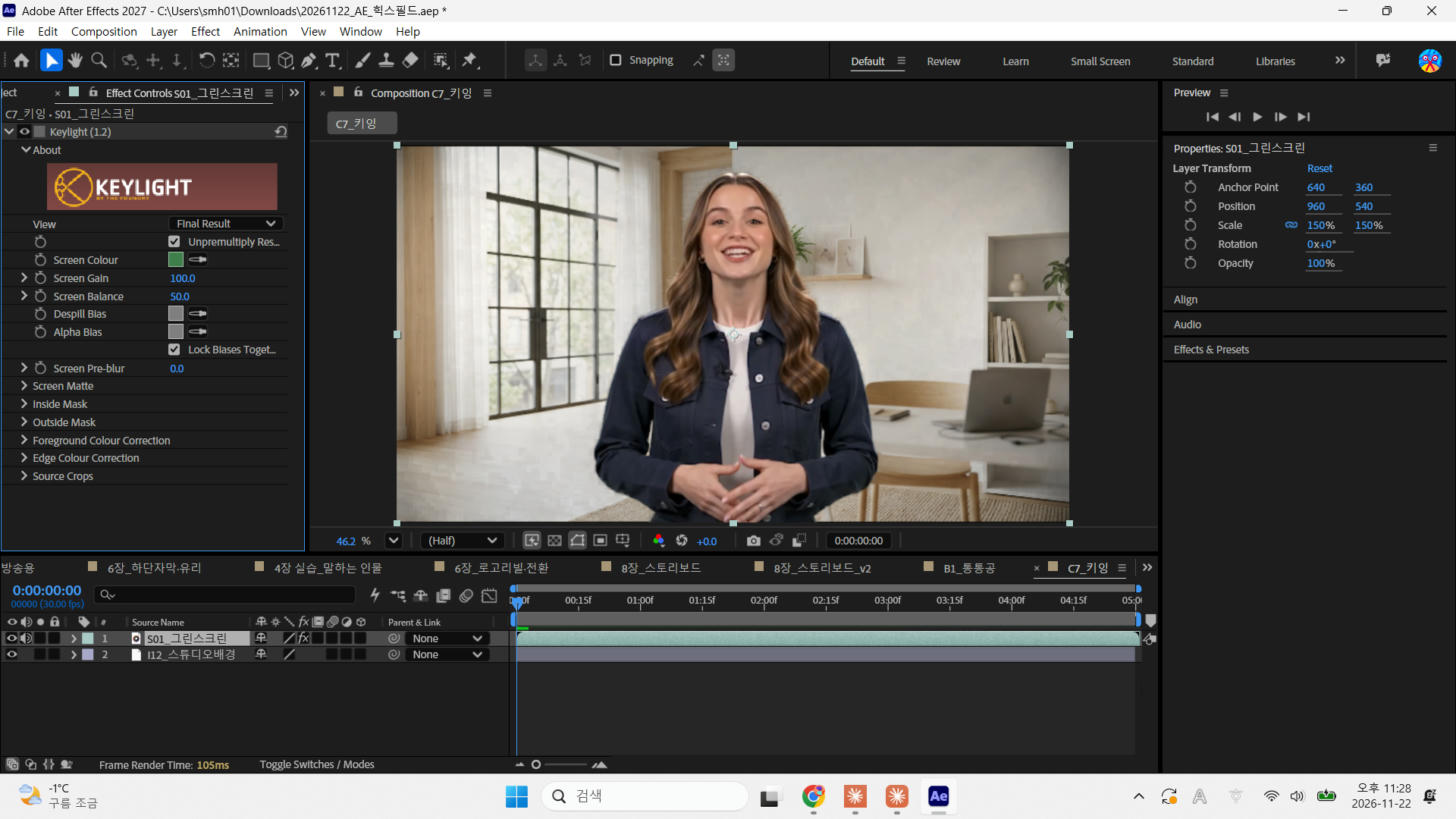 Adobe After Effects 2027 - C:\Users\smh01\Downloads\20261122_AE_힉스필드.aep *
File Edit Composition Layer Effect Animation View Window Help
Snapping
Default Review Learn Small Screen Standard Libraries
ject
Effect Controls S01_그린스크린
C7_키잉 • S01_그린스크린
Keylight (1.2)
About
KEYLIGHT
BY THE FOUNDRY
View Final Result
Unpremultiply Res...
Screen Colour
Screen Gain 100.0
Screen Balance 50.0
Despill Bias
Alpha Bias
Lock Biases Toget...
Screen Pre-blur 0.0
Screen Matte
Inside Mask
Outside Mask
Foreground Colour Correction
Edge Colour Correction
Source Crops
Composition C7_키잉
C7_키잉
46.2 % (Half) +0.0 0:00:00:00
Preview
Properties: S01_그린스크린
Layer Transform Reset
Anchor Point 640 360
Position 960 540
Scale 150% 150%
Rotation 0x+0°
Opacity 100%
Align
Audio
Effects & Presets
방송용 6장_하단자막·유리 4장 실습_말하는 인물 6장_로고리빌·전환 8장_스토리보드 8장_스토리보드_v2 B1_통통공 C7_키잉
0:00:00:00
00000 (30.00 fps)
0:00f 00:15f 01:00f 01:15f 02:00f 02:15f 03:00f 03:15f 04:00f 04:15f 05:0
# Source Name fx Parent & Link
1 S01_그린스크린 fx None
2 I12_스튜디오배경 None
Frame Render Time: 105ms Toggle Switches / Modes
-1°C
구름 조금
검색
Ae
A
오후 11:28
2026-11-22